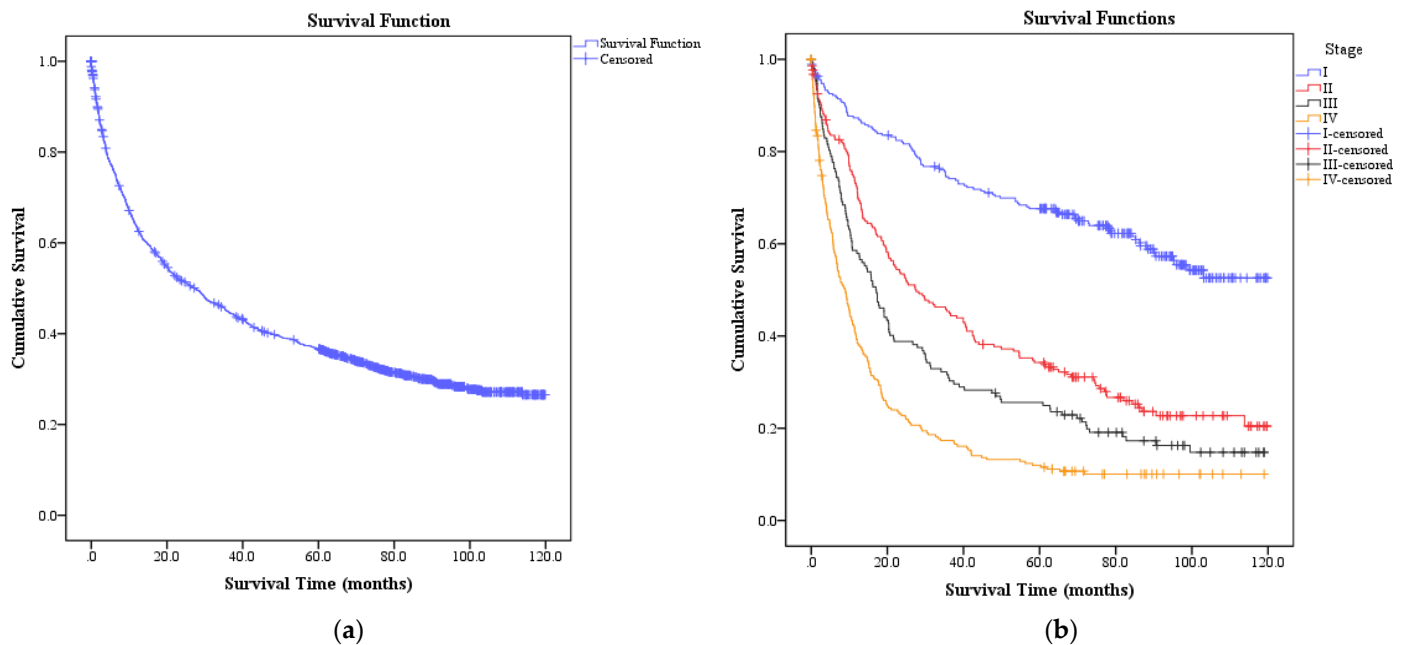 Survival Function
Survival Function
Censored
Cumulative Survival
1.0
0.8
0.6
0.4
0.2
0.0
.0 20.0 40.0 60.0 80.0 100.0 120.0
Survival Time (months)
(a)
Survival Functions
Stage
I
II
III
IV
I-censored
II-censored
III-censored
IV-censored
Cumulative Survival
1.0
0.8
0.6
0.4
0.2
0.0
.0 20.0 40.0 60.0 80.0 100.0 120.0
Survival Time (months)
(b)